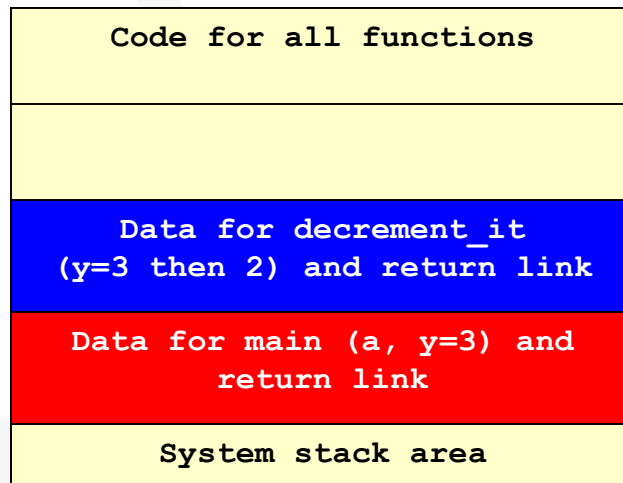 Code for all functions
Data for decrement_it
(y=3 then 2) and return link
Data for main (a, y=3) and
return link
System stack area